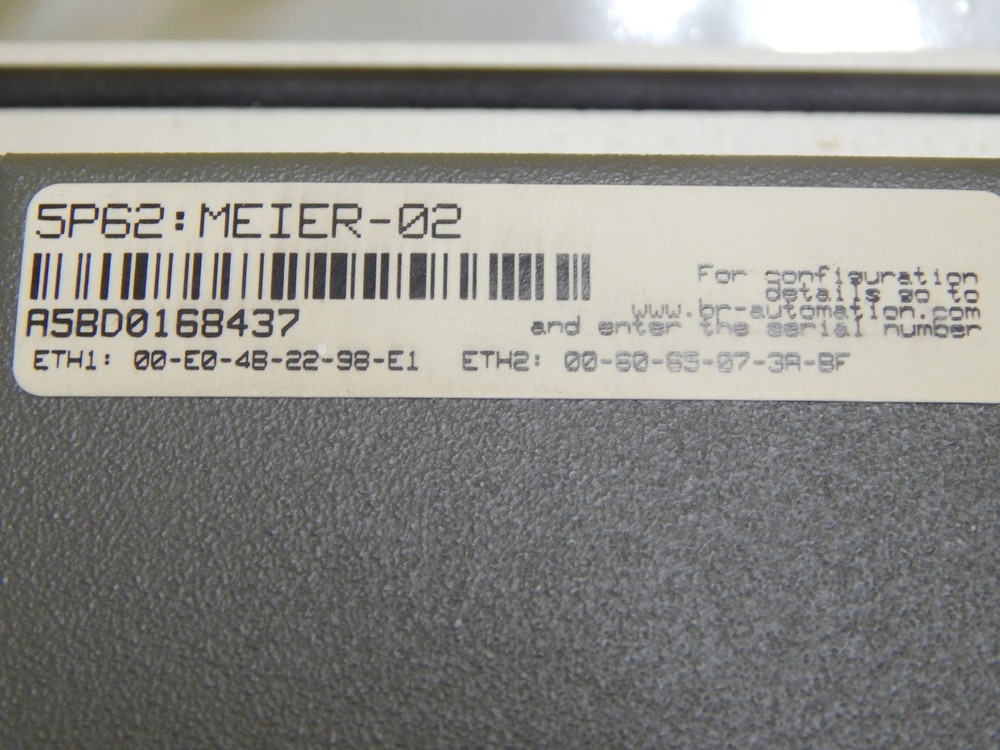 5P62:MEIER-02
A5BD0168437
ETH1: 00-E0-4B-22-98-E1 ETH2: 00-60-65-07-3A-BF
For configuration
details go to
www.br-automation.com
and enter the serial number